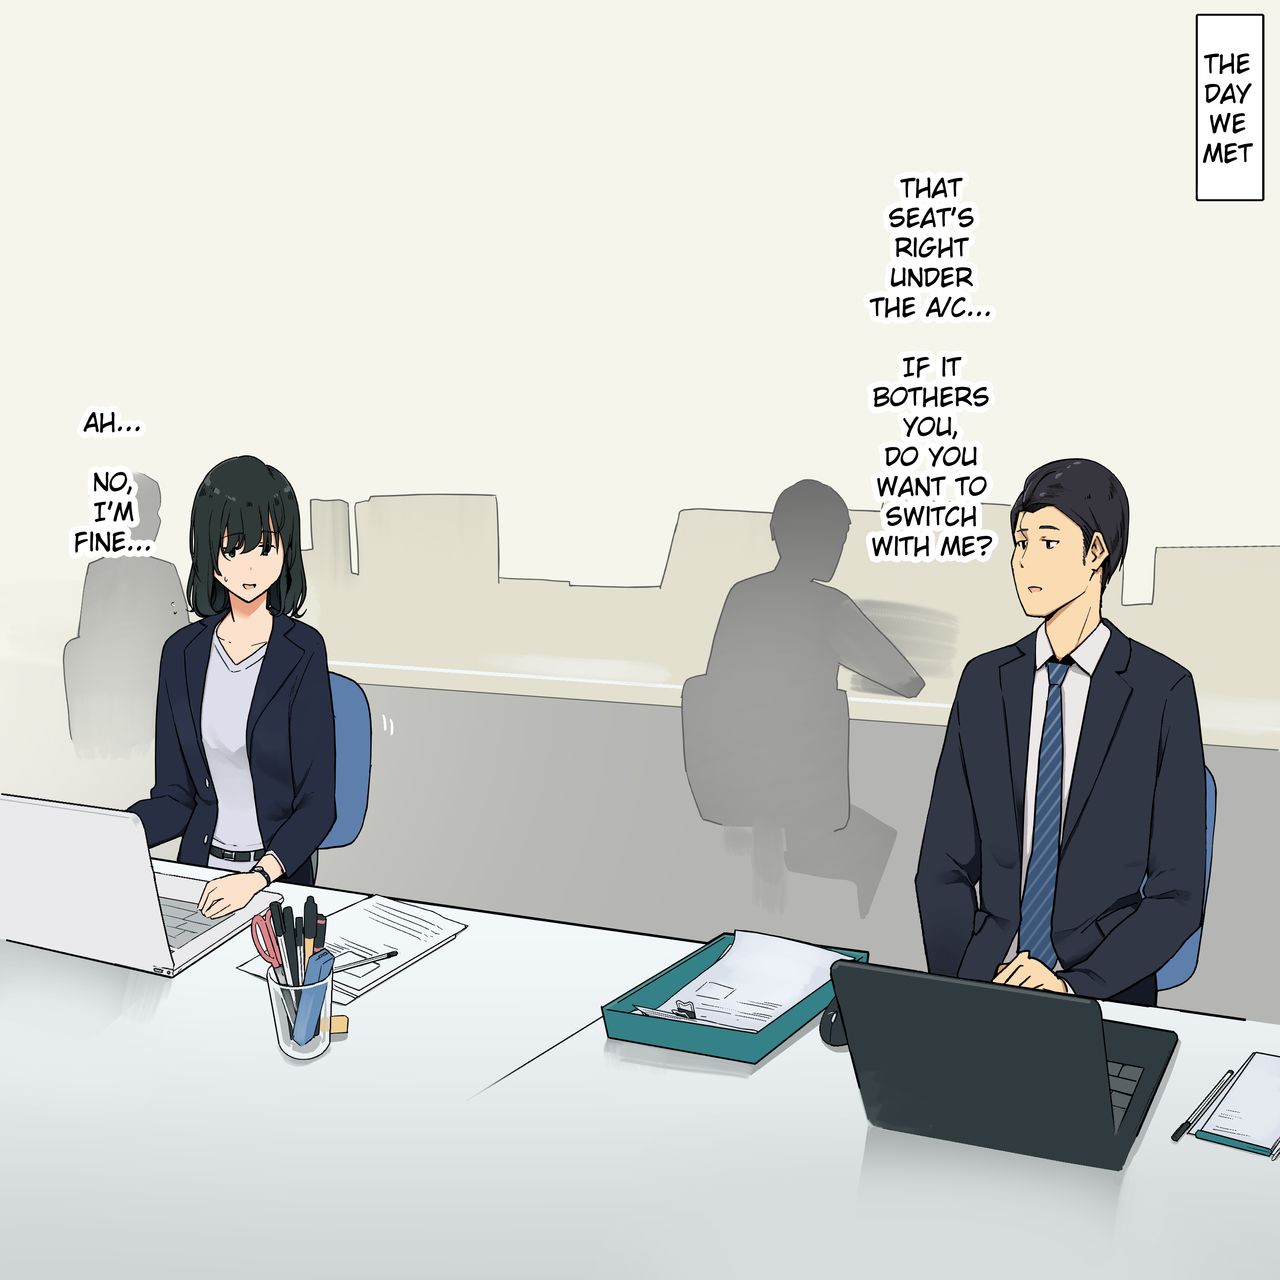 THE
DAY
WE
MET
THAT
SEAT'S
RIGHT
UNDER
THE A/C...
IF IT
BOTHERS
YOU,
DO YOU
WANT TO
SWITCH
WITH ME?
AH...
NO,
I'M
FINE...